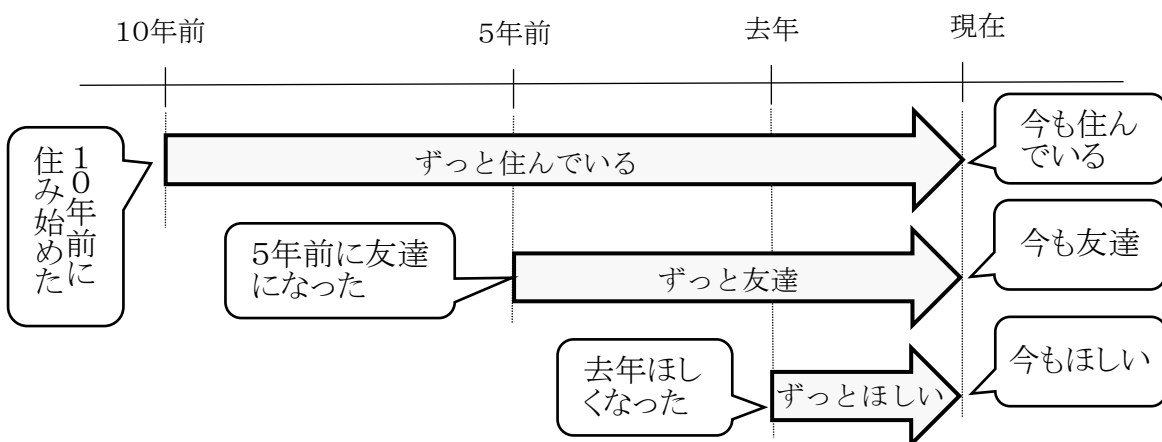 10年前
5年前
去年
現在
10年前に
住み始めた
ずっと住んでいる
今も住ん
でいる
5年前に友達
になった
ずっと友達
今も友達
去年ほし
くなった
ずっとほしい
今もほしい